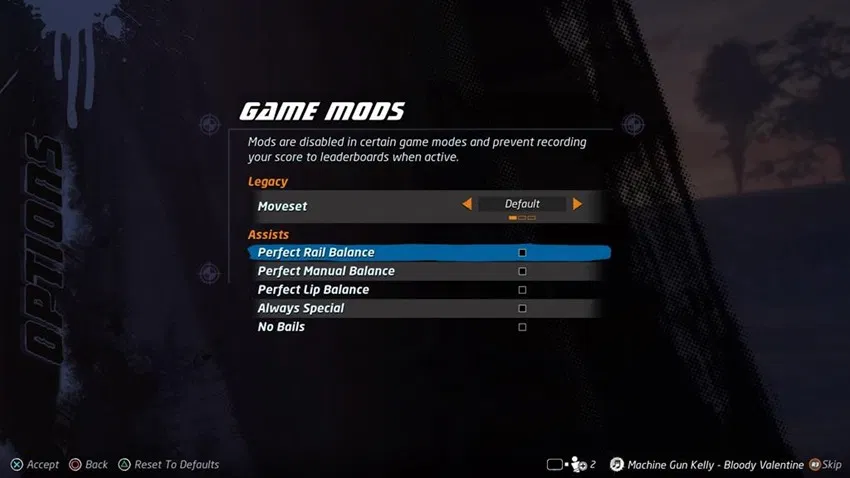 OPTIONS
GAME MODS
Mods are disabled in certain game modes and prevent recording
your score to leaderboards when active.
Legacy
Moveset Default
Assists
Perfect Rail Balance
Perfect Manual Balance
Perfect Lip Balance
Always Special
No Bails
Accept Back Reset To Defaults 2 Machine Gun Kelly - Bloody Valentine R3 Skip